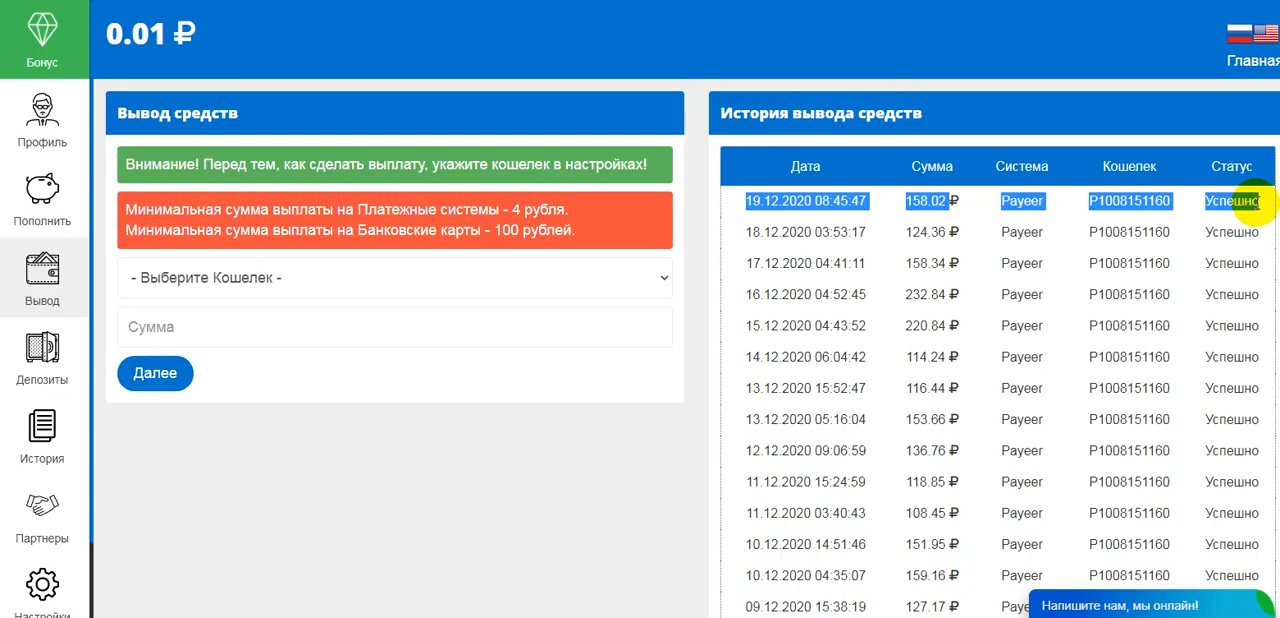 0.01 ₽
Главная
Бонус
Профиль
Пополнить
Вывод
Депозиты
История
Партнеры
Настройки
Вывод средств
Внимание! Перед тем, как сделать выплату, укажите кошелек в настройках!
Минимальная сумма выплаты на Платежные системы - 4 рубля.
Минимальная сумма выплаты на Банковские карты - 100 рублей.
- Выберите Кошелек -
Сумма
Далее
История вывода средств
Дата Сумма Система Кошелек Статус
19.12.2020 08:45:47 158.02 ₽ Payeer P1008151160 Успешно
18.12.2020 03:53:17 124.36 ₽ Payeer P1008151160 Успешно
17.12.2020 04:41:11 158.34 ₽ Payeer P1008151160 Успешно
16.12.2020 04:52:45 232.84 ₽ Payeer P1008151160 Успешно
15.12.2020 04:43:52 220.84 ₽ Payeer P1008151160 Успешно
14.12.2020 06:04:42 114.24 ₽ Payeer P1008151160 Успешно
13.12.2020 15:52:47 116.44 ₽ Payeer P1008151160 Успешно
13.12.2020 05:16:04 153.66 ₽ Payeer P1008151160 Успешно
12.12.2020 09:06:59 136.76 ₽ Payeer P1008151160 Успешно
11.12.2020 15:24:59 118.85 ₽ Payeer P1008151160 Успешно
11.12.2020 03:40:43 108.45 ₽ Payeer P1008151160 Успешно
10.12.2020 14:51:46 151.95 ₽ Payeer P1008151160 Успешно
10.12.2020 04:35:07 159.16 ₽ Payeer P1008151160 Успешно
09.12.2020 15:38:19 127.17 ₽ Paye
Напишите нам, мы онлайн!